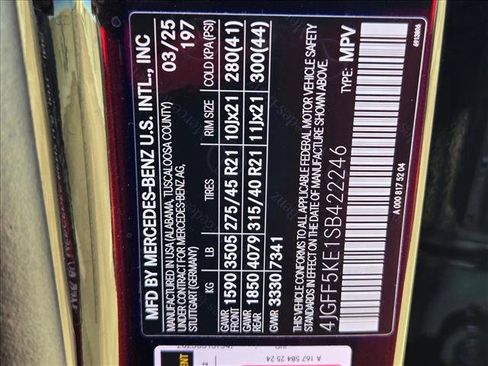 MFD BY MERCEDES-BENZ U.S. INTL., INC
MANUFACTURED IN USA (ALABAMA, TUSCALOOSA COUNTY)
UNDER CONTRACT FOR MERCEDES-BENZ AG,
STUTTGART (GERMANY)
03/25
197
KG LB TIRES RIM SIZE COLD KPA (PSI)
GAWR FRONT 1590 3505 275/45 R21 10Jx21 280(41)
GAWR REAR 1850 4079 315/40 R21 11Jx21 300(44)
GVWR 3330 7341
THIS VEHICLE CONFORMS TO ALL APPLICABLE FEDERAL MOTOR VEHICLE SAFETY
STANDARDS IN EFFECT ON THE DATE OF MANUFACTURE SHOWN ABOVE.
4JGFF5KE1SB422246
TYPE: MPV
A 000 817 52 04
A 167 584 25 24